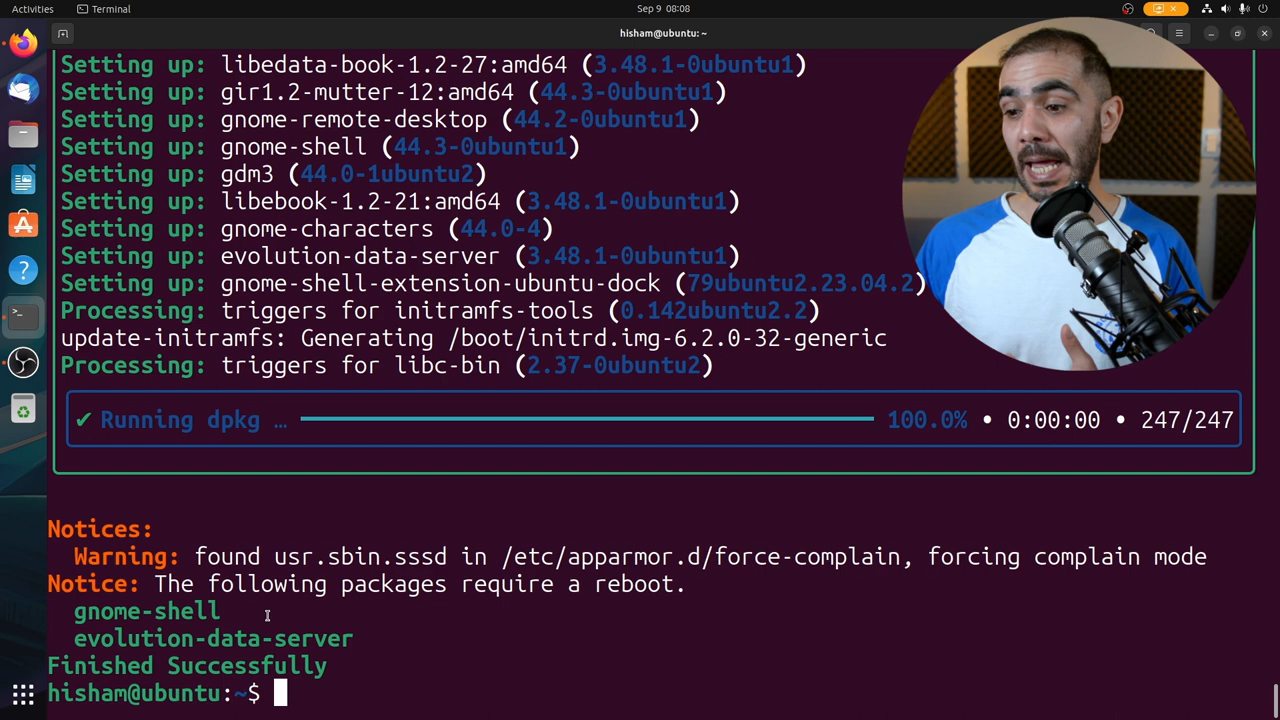 Activities
Terminal
Sep 9 08:08
hisham@ubuntu: ~
Setting up: libedata-book-1.2-27:amd64 (3.48.1-0ubuntu1)
Setting up: gir1.2-mutter-12:amd64 (44.3-0ubuntu1)
Setting up: gnome-remote-desktop (44.2-0ubuntu1)
Setting up: gnome-shell (44.3-0ubuntu1)
Setting up: gdm3 (44.0-1ubuntu2)
Setting up: libebook-1.2-21:amd64 (3.48.1-0ubuntu1)
Setting up: gnome-characters (44.0-4)
Setting up: evolution-data-server (3.48.1-0ubuntu1)
Setting up: gnome-shell-extension-ubuntu-dock (79ubuntu2.23.04.2)
Processing: triggers for initramfs-tools (0.142ubuntu2.2)
update-initramfs: Generating /boot/initrd.img-6.2.0-32-generic
Processing: triggers for libc-bin (2.37-0ubuntu2)
✔ Running dpkg … 100.0% • 0:00:00 • 247/247
Notices:
Warning: found usr.sbin.sssd in /etc/apparmor.d/force-complain, forcing complain mode
Notice: The following packages require a reboot.
gnome-shell
evolution-data-server
Finished Successfully
hisham@ubuntu:~$